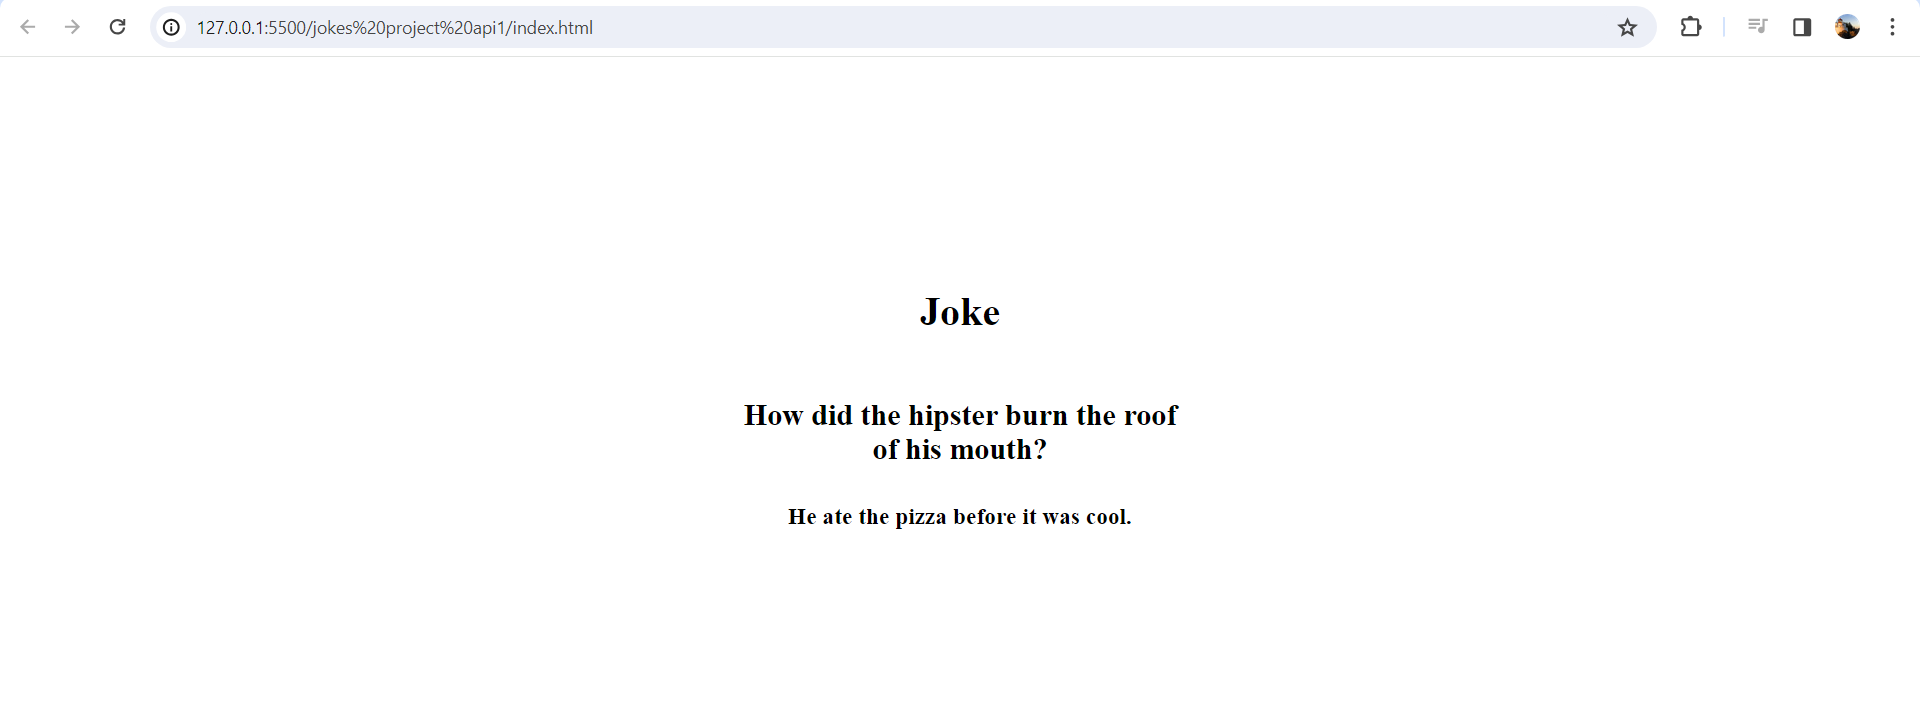 127.0.0.1:5500/jokes%20project%20api1/index.html
Joke
How did the hipster burn the roof
of his mouth?
He ate the pizza before it was cool.